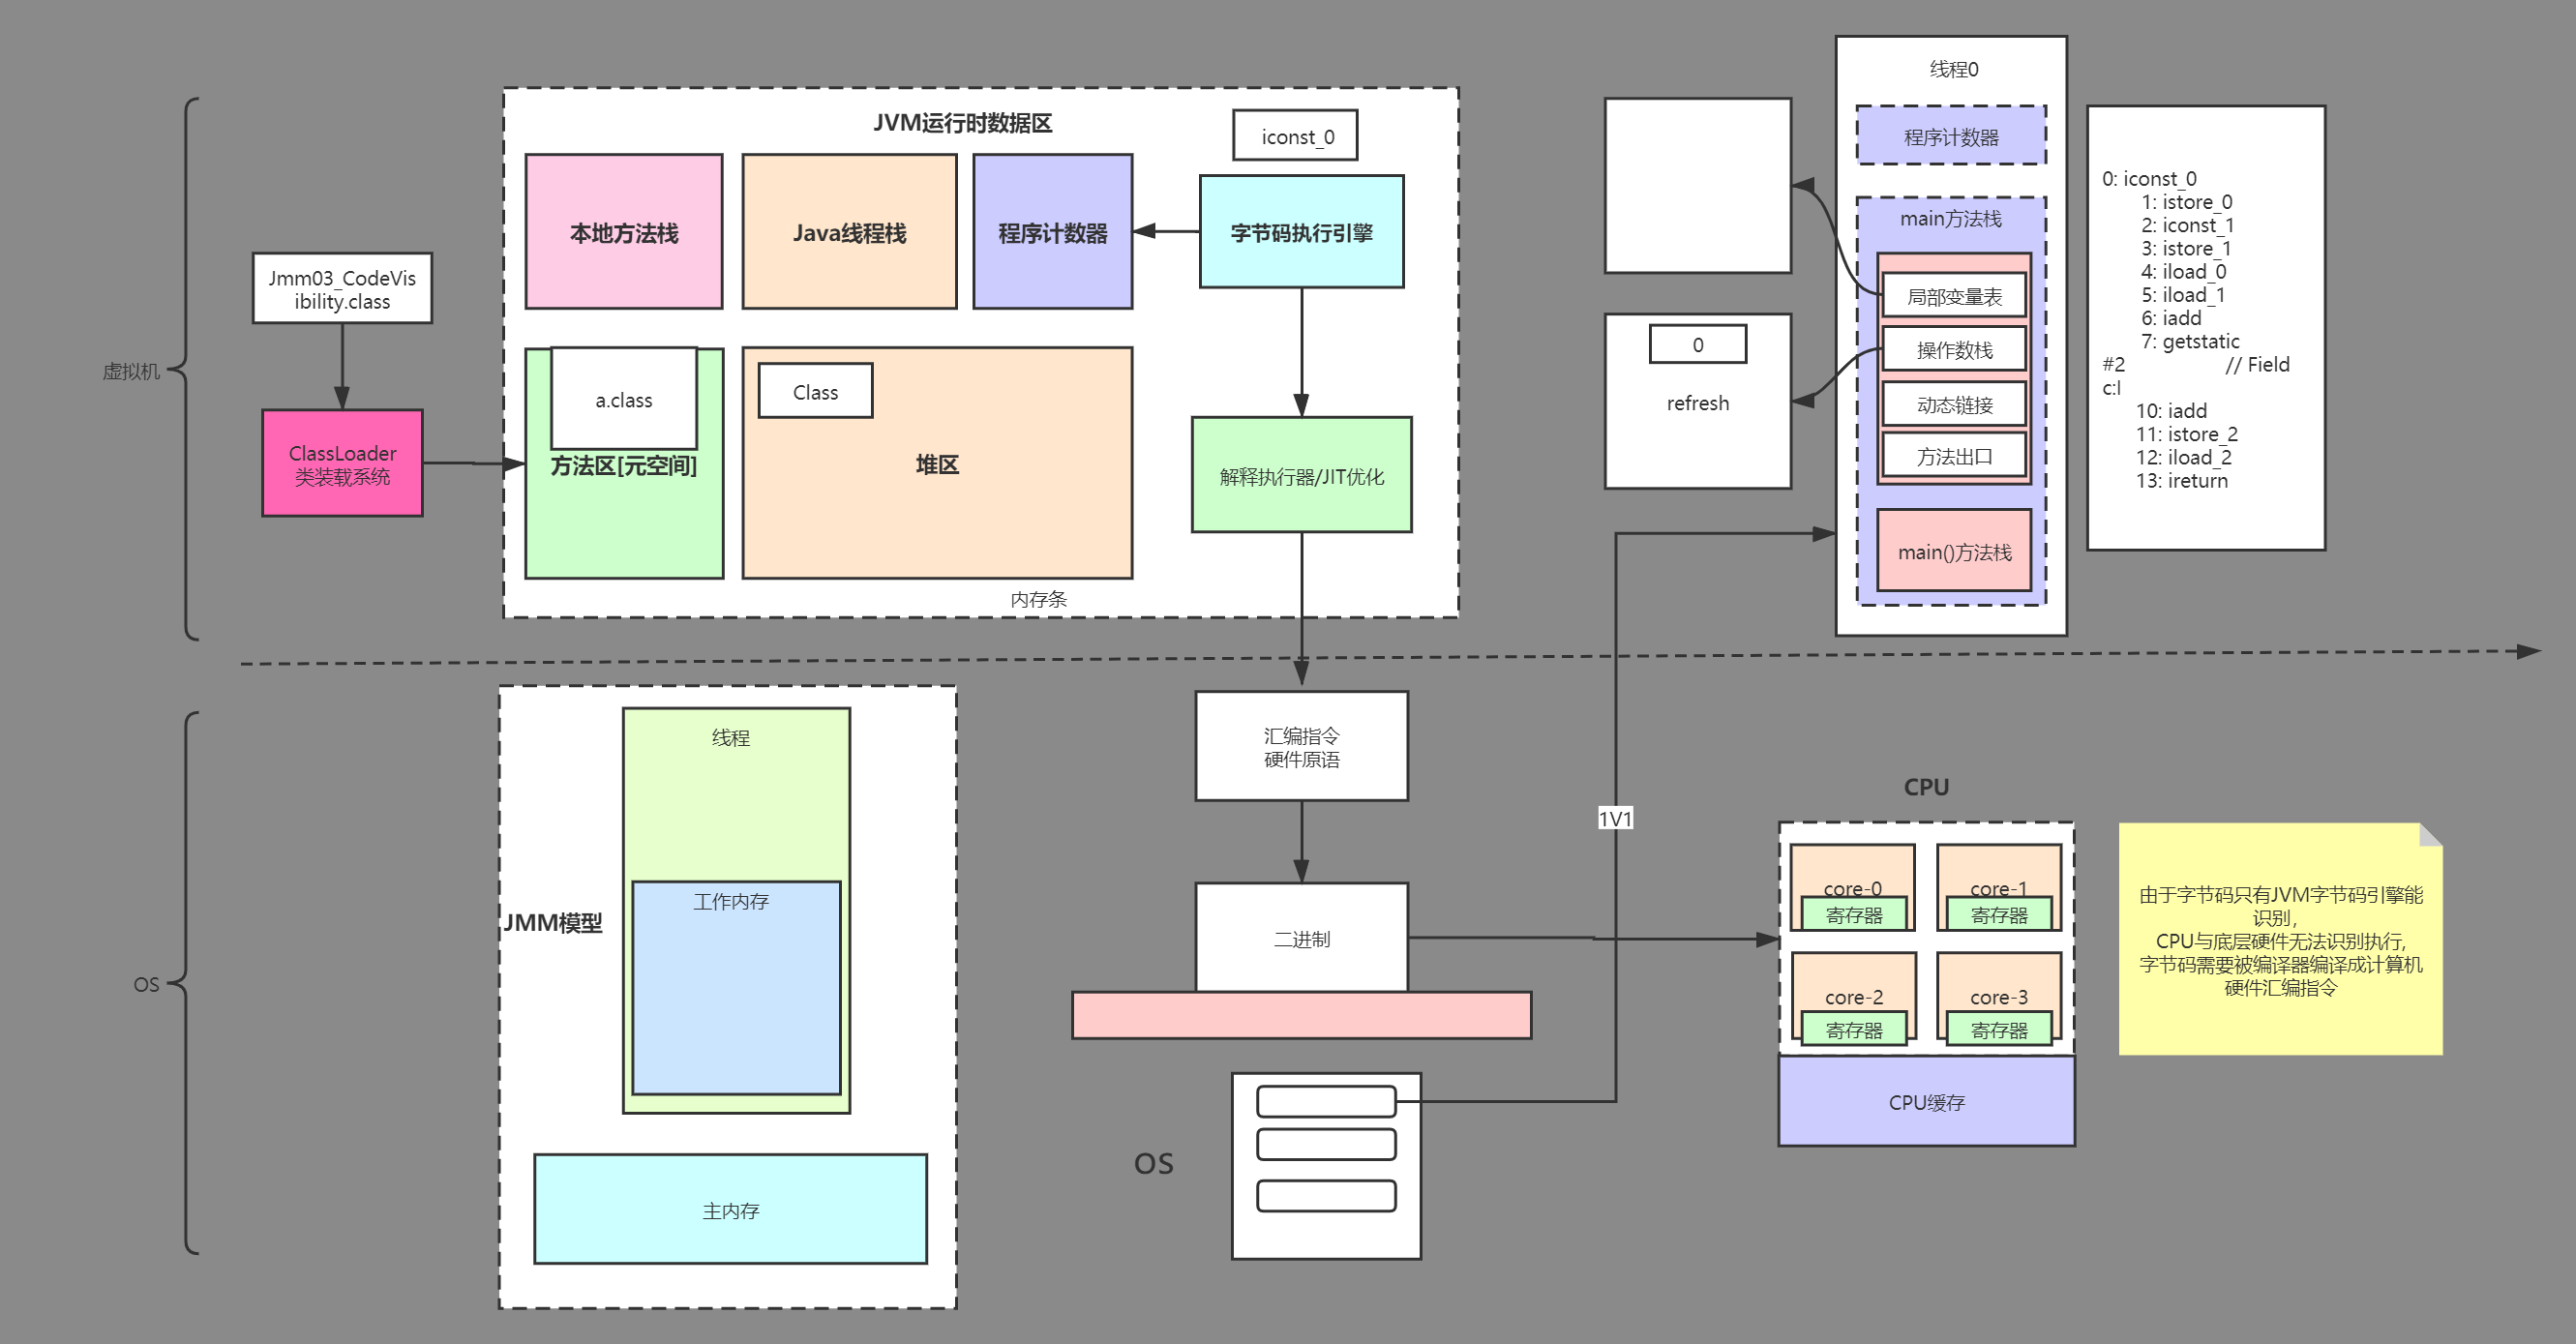 虚拟机
Jmm03_CodeVis
ibility.class
ClassLoader
类装载系统
JVM运行时数据区
iconst_0
本地方法栈
Java线程栈
程序计数器
字节码执行引擎
a.class
方法区[元空间]
Class
堆区
解释执行器/JIT优化
内存条
0
refresh
线程0
程序计数器
main方法栈
局部变量表
操作数栈
动态链接
方法出口
main()方法栈
0: iconst_0
1: istore_0
2: iconst_1
3: istore_1
4: iload_0
5: iload_1
6: iadd
7: getstatic
#2 // Field
c:I
10: iadd
11: istore_2
12: iload_2
13: ireturn
OS
JMM模型
线程
工作内存
主内存
汇编指令
硬件原语
二进制
OS
1V1
CPU
core-0
寄存器
core-1
寄存器
core-2
寄存器
core-3
寄存器
CPU缓存
由于字节码只有JVM字节码引擎能
识别，
CPU与底层硬件无法识别执行，
字节码需要被编译器编译成计算机
硬件汇编指令